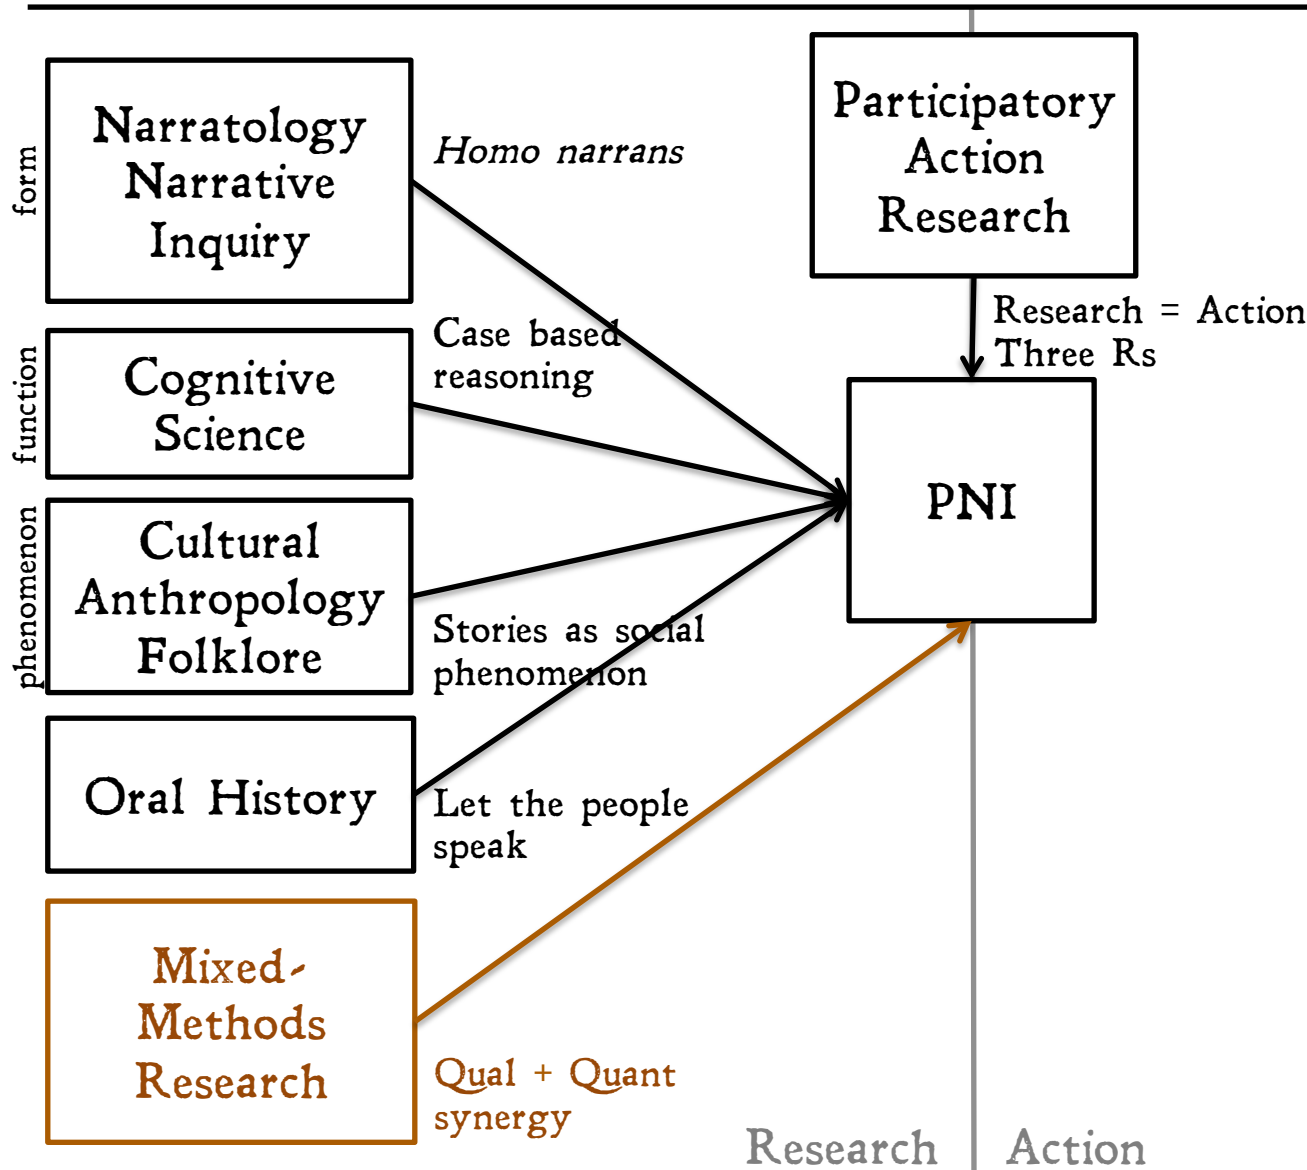 form
Narratology
Narrative
Inquiry
Homo narrans
function
Cognitive
Science
Case based
reasoning
phenomenon
Cultural
Anthropology
Folklore
Stories as social
phenomenon
Oral History
Let the people
speak
Mixed-
Methods
Research
Qual + Quant
synergy
Participatory
Action
Research
Research = Action
Three Rs
PNI
Research
Action